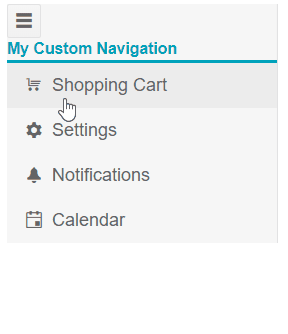 My Custom Navigation
Shopping Cart
Settings
Notifications
Calendar